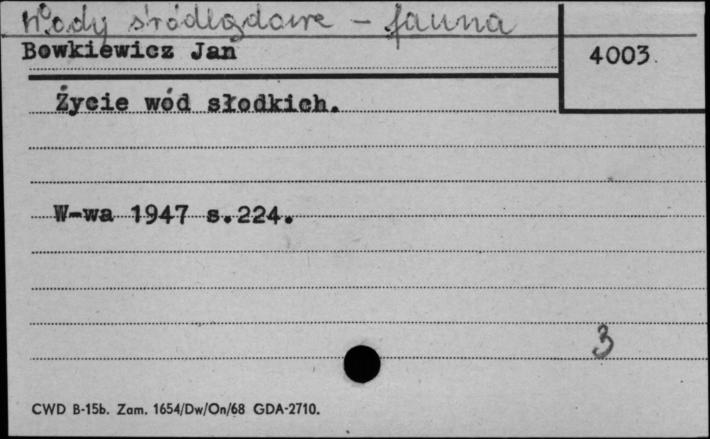 Wody śródlądowe - fauna
Bowkiewicz Jan
4003.
Życie wód słodkich.
W-wa 1947 s.224.
3
CWD B-15b. Zam. 1654/Dw/On/68 GDA-2710.